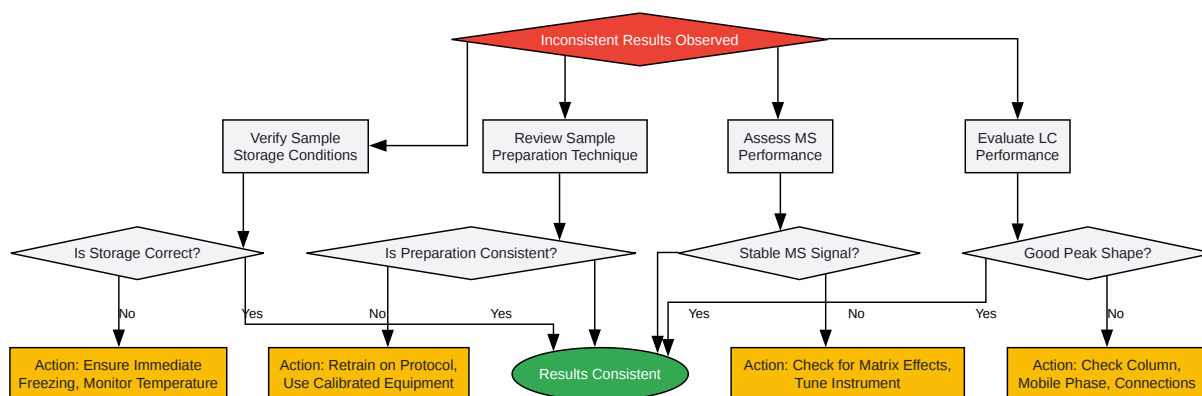 Inconsistent Results Observed
Verify Sample
Storage Conditions
Review Sample
Preparation Technique
Assess MS
Performance
Evaluate LC
Performance
Is Storage Correct?
Is Preparation Consistent?
Stable MS Signal?
Good Peak Shape?
No
Yes
No
Yes
Yes
No
Yes
No
Action: Ensure Immediate
Freezing, Monitor Temperature
Action: Retrain on Protocol,
Use Calibrated Equipment
Results Consistent
Action: Check for Matrix Effects,
Tune Instrument
Action: Check Column,
Mobile Phase, Connections